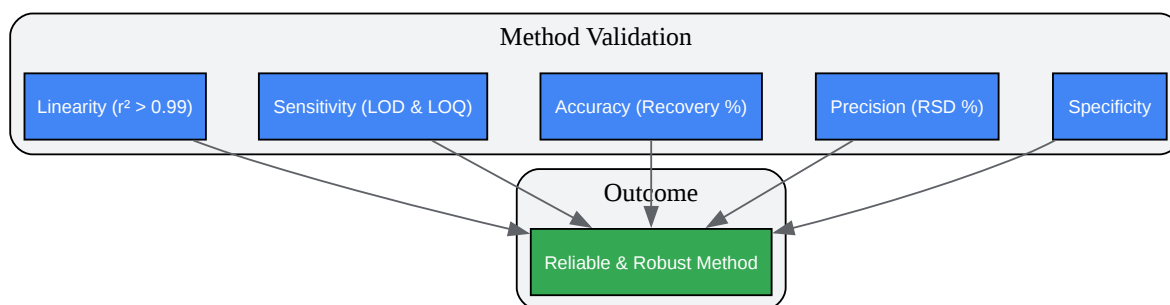 Method Validation
Linearity (r² > 0.99)
Sensitivity (LOD & LOQ)
Accuracy (Recovery %)
Precision (RSD %)
Specificity
Outcome
Reliable & Robust Method